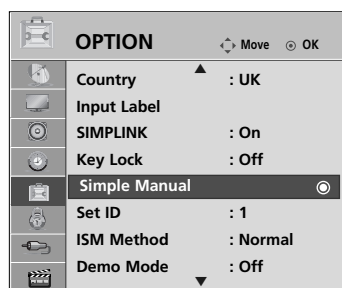 OPTION Move OK
Country : UK
Input Label
SIMPLINK : On
Key Lock : Off
Simple Manual
Set ID : 1
ISM Method : Normal
Demo Mode : Off